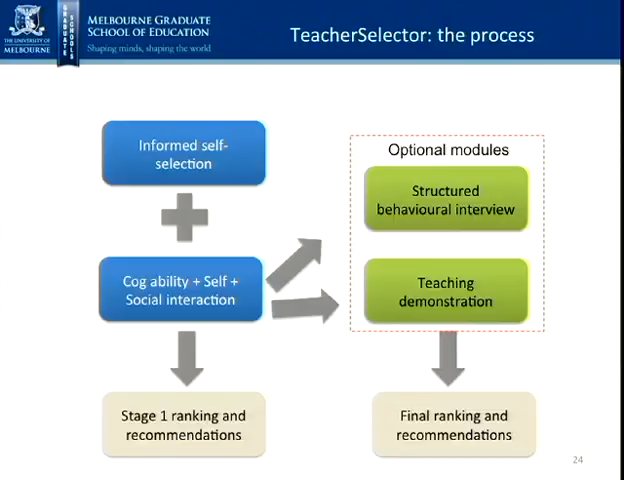 THE UNIVERSITY OF
MELBOURNE
GRADUATE
SCHOOLS
MELBOURNE GRADUATE
SCHOOL OF EDUCATION
Shaping minds, shaping the world
TeacherSelector: the process
Informed self-
selection
Cog ability + Self +
Social interaction
Stage 1 ranking and
recommendations
Optional modules
Structured
behavioural interview
Teaching
demonstration
Final ranking and
recommendations
24